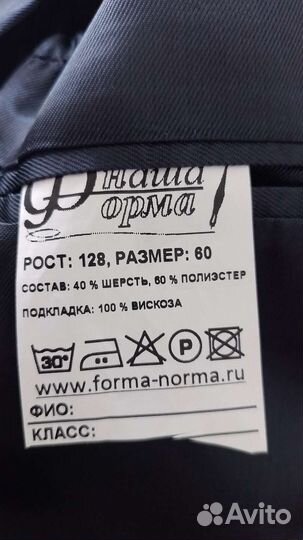 наша
Форма
РОСТ: 128, РАЗМЕР: 60
СОСТАВ: 40 % ШЕРСТЬ, 60 % ПОЛИЭСТЕР
ПОДКЛАДКА: 100 % ВИСКОЗА
30° P
www.forma-norma.ru
ФИО:
КЛАСС:
Avito